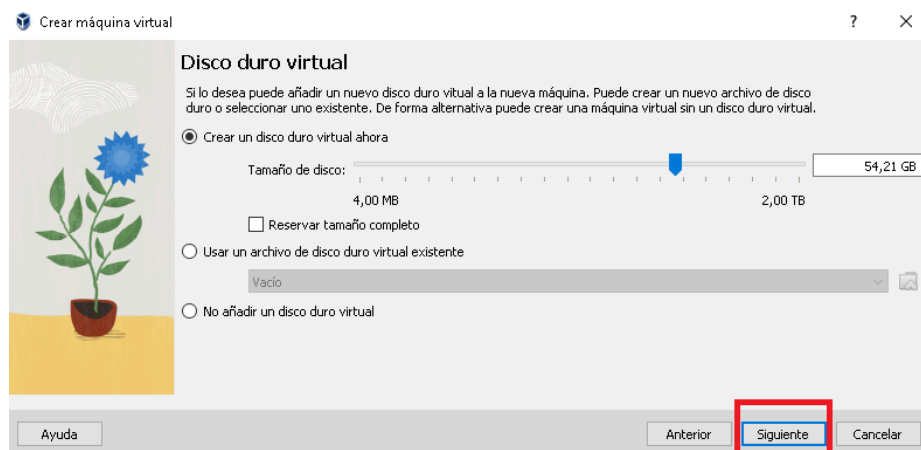 Crear máquina virtual
?
Disco duro virtual
Si lo desea puede añadir un nuevo disco duro vitual a la nueva máquina. Puede crear un nuevo archivo de disco
duro o seleccionar uno existente. De forma alternativa puede crear una máquina virtual sin un disco duro virtual.
Crear un disco duro virtual ahora
Tamaño de disco:
54,21 GB
4,00 MB
2,00 TB
Reservar tamaño completo
Usar un archivo de disco duro virtual existente
Vacío
No añadir un disco duro virtual
Ayuda
Anterior
Siguiente
Cancelar